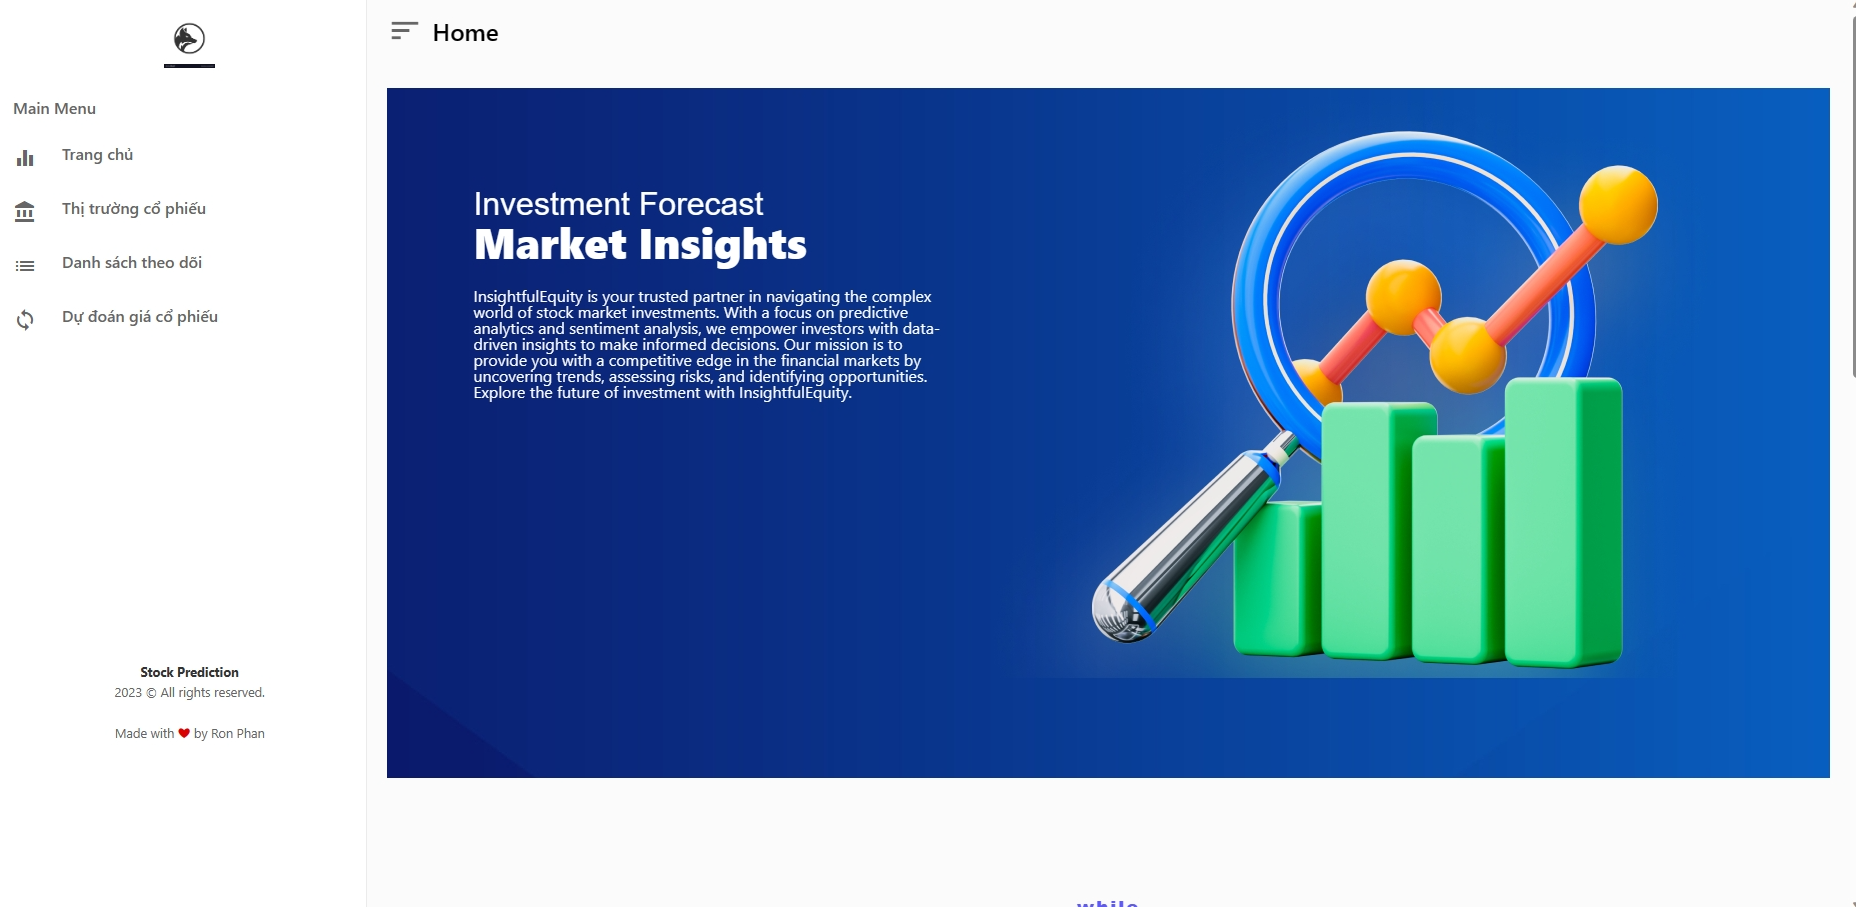 Main Menu
Trang chủ
Thị trường cổ phiếu
Danh sách theo dõi
Dự đoán giá cổ phiếu
Stock Prediction
2023 © All rights reserved.
Made with ❤ by Ron Phan
Home
Investment Forecast
Market Insights
InsightfulEquity is your trusted partner in navigating the complex
world of stock market investments. With a focus on predictive
analytics and sentiment analysis, we empower investors with data-
driven insights to make informed decisions. Our mission is to
provide you with a competitive edge in the financial markets by
uncovering trends, assessing risks, and identifying opportunities.
Explore the future of investment with InsightfulEquity.
while